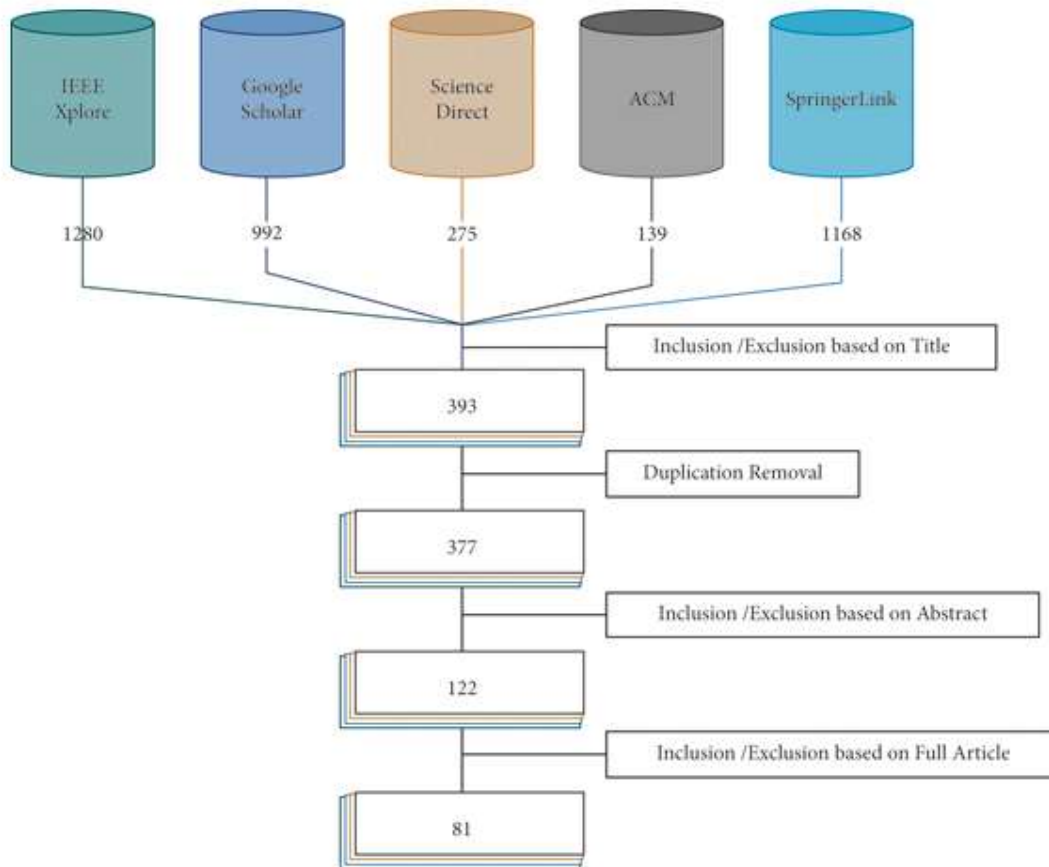 IEEE
Xplore
Google
Scholar
Science
Direct
ACM
SpringerLink
1280
992
275
139
1168
Inclusion /Exclusion based on Title
393
Duplication Removal
377
Inclusion /Exclusion based on Abstract
122
Inclusion /Exclusion based on Full Article
81